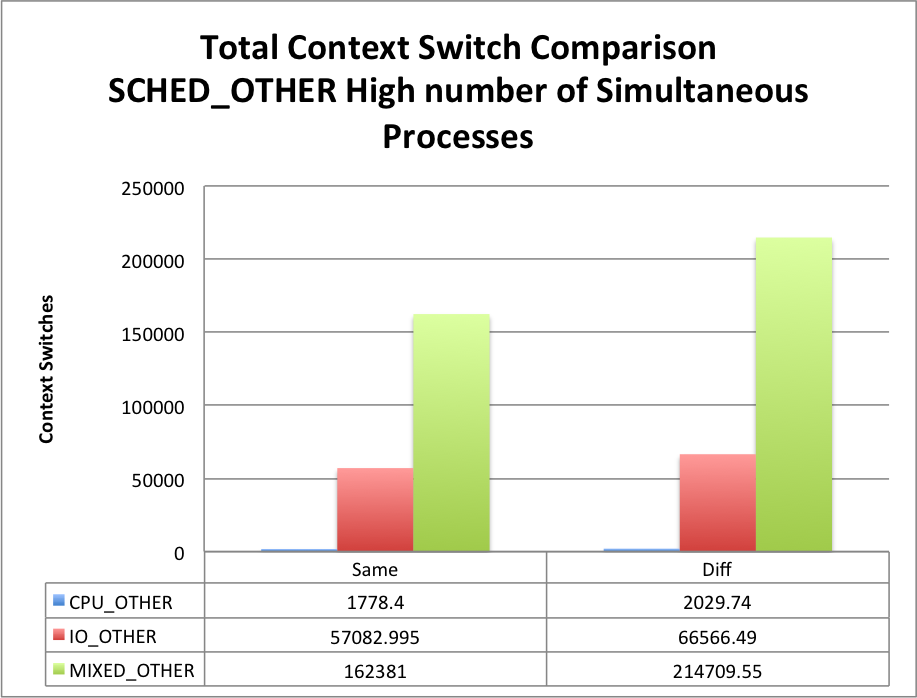 Total Context Switch Comparison
SCHED_OTHER High number of Simultaneous
Processes
250000
200000
150000
100000
50000
0
Context Switches
Same Diff
CPU_OTHER 1778.4 2029.74
IO_OTHER 57082.995 66566.49
MIXED_OTHER 162381 214709.55